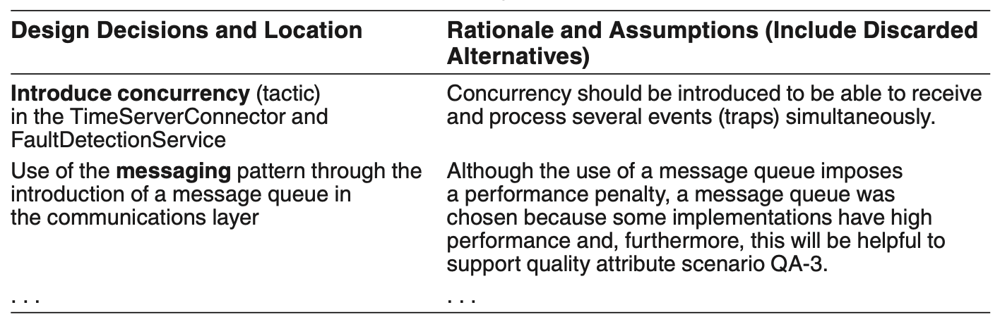 Design Decisions and Location
Rationale and Assumptions (Include Discarded
Alternatives)
Introduce concurrency (tactic)
in the TimeServerConnector and
FaultDetectionService
Concurrency should be introduced to be able to receive
and process several events (traps) simultaneously.
Use of the messaging pattern through the
introduction of a message queue in
the communications layer
Although the use of a message queue imposes
a performance penalty, a message queue was
chosen because some implementations have high
performance and, furthermore, this will be helpful to
support quality attribute scenario QA-3.
. . .
. . .